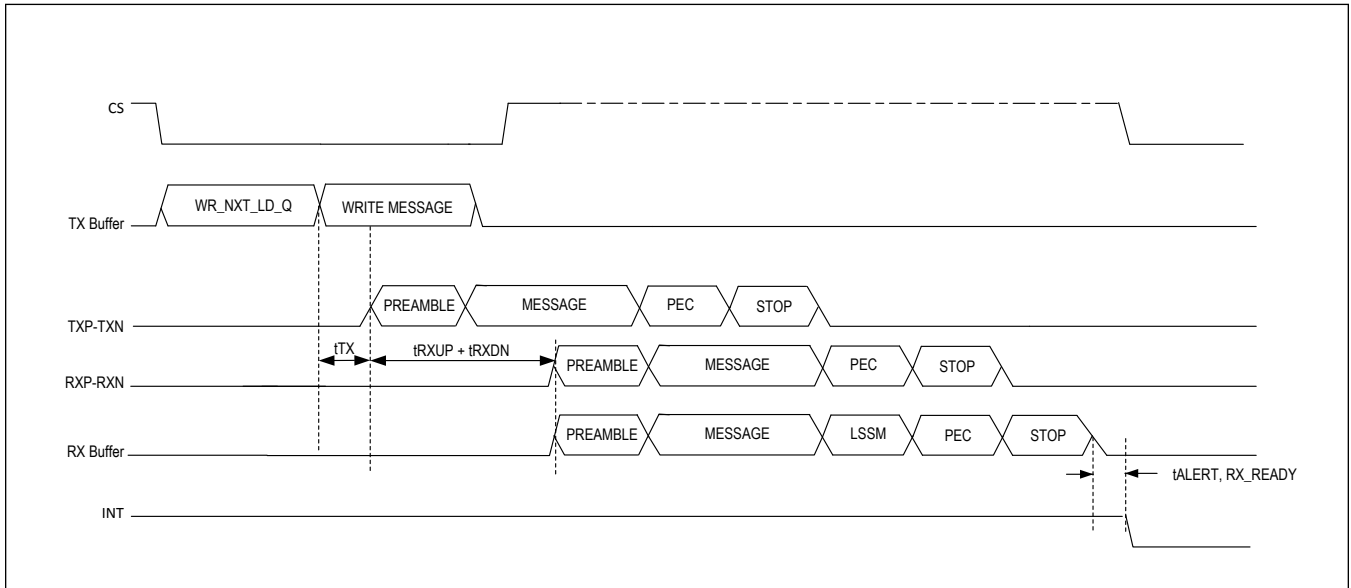 CS
TX Buffer
WR_NXT_LD_Q
WRITE MESSAGE
TXP-TXN
PREAMBLE
MESSAGE
PEC
STOP
tTX
tRXUP + tRXDN
RXP-RXN
PREAMBLE
MESSAGE
PEC
STOP
RX Buffer
PREAMBLE
MESSAGE
LSSM
PEC
STOP
tALERT, RX_READY
INT